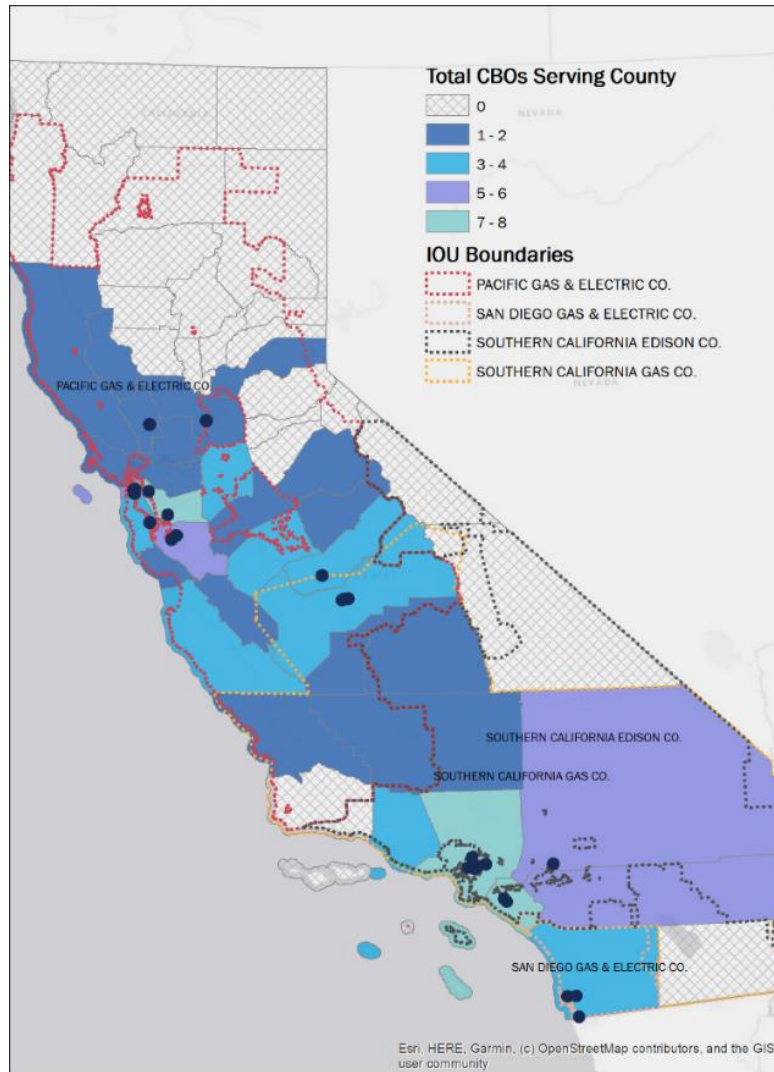 Total CBOs Serving County
0
1 - 2
3 - 4
5 - 6
7 - 8
IOU Boundaries
PACIFIC GAS & ELECTRIC CO.
SAN DIEGO GAS & ELECTRIC CO.
SOUTHERN CALIFORNIA EDISON CO.
SOUTHERN CALIFORNIA GAS CO.
CALIFORNIA
NEVADA
NEVADA
PACIFIC GAS & ELECTRIC CO.
SOUTHERN CALIFORNIA EDISON CO.
SOUTHERN CALIFORNIA GAS CO.
SAN DIEGO GAS & ELECTRIC CO.
Esri, HERE, Garmin, (c) OpenStreetMap contributors, and the GIS
user community